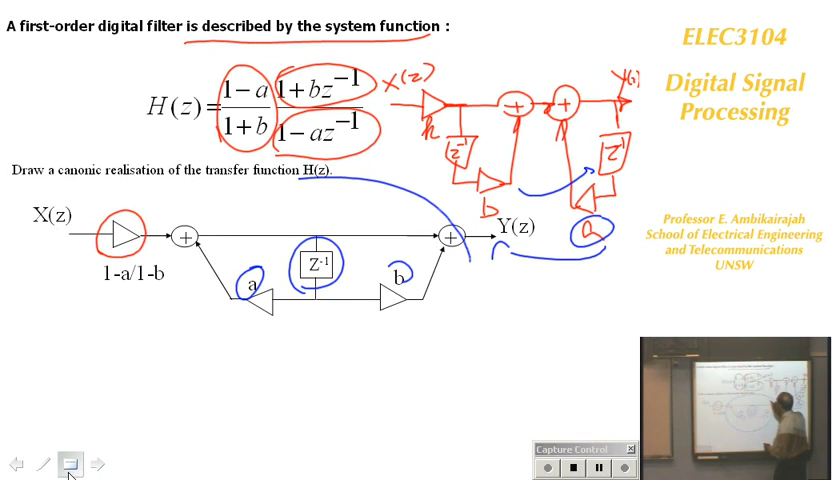 A first-order digital filter is described by the system function :
H(z) = 1-a/1+b 1+bz⁻¹/1-az⁻¹
X(z)
Y(z)
k
z⁻¹
z⁻¹
b
a
Draw a canonic realisation of the transfer function H(z).
X(z)
1-a/1-b
a
Z⁻¹
b
Y(z)
ELEC3104
Digital Signal
Processing
Professor E. Ambikairajah
School of Electrical Engineering
and Telecommunications
UNSW
Capture Control